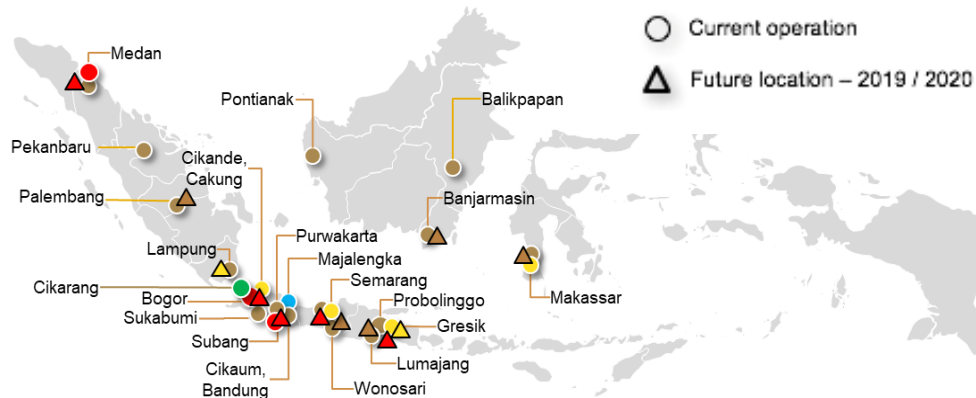 Current operation
Future location – 2019 / 2020
Medan
Pontianak
Balikpapan
Pekanbaru
Cikande,
Cakung
Palembang
Banjarmasin
Lampung
Purwakarta
Majalengka
Cikarang
Semarang
Bogor
Probolinggo
Makassar
Sukabumi
Gresik
Subang
Lumajang
Cikaum,
Bandung
Wonosari